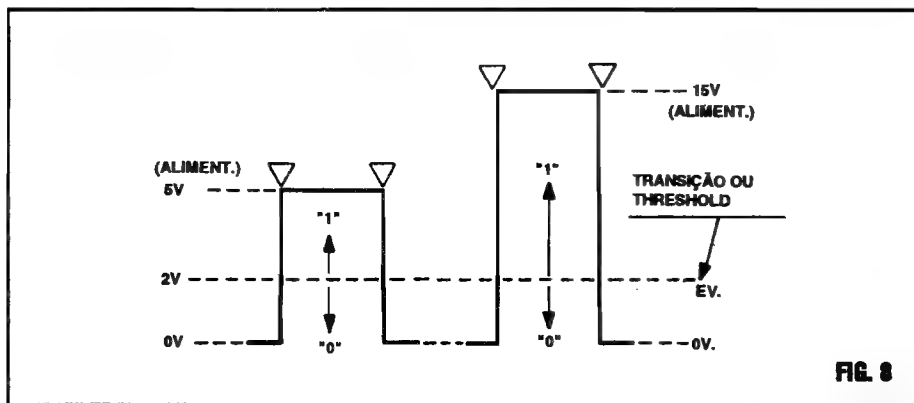 15V
(ALIMENT.)
(ALIMENT.)
5V
"1"
"1"
TRANSIÇÃO OU
THRESHOLD
2V
EV.
0V
"0"
"0"
0V.
FIG. 8